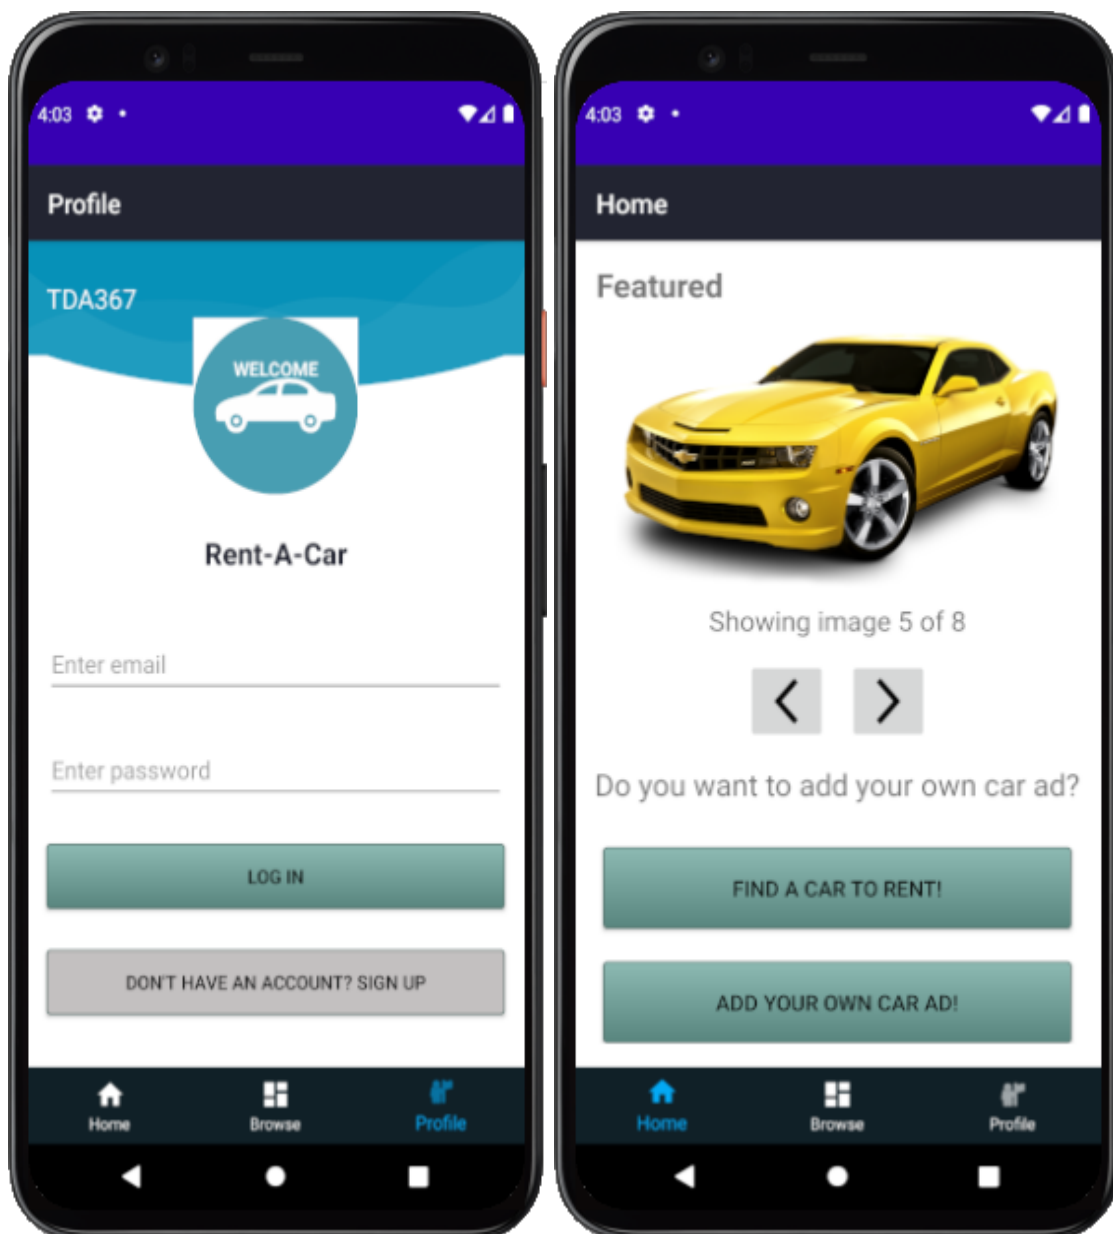 4:03
Profile
TDA367
WELCOME
Rent-A-Car
Enter email
Enter password
LOG IN
DON'T HAVE AN ACCOUNT? SIGN UP
Home Browse Profile
4:03
Home
Featured
Showing image 5 of 8
Do you want to add your own car ad?
FIND A CAR TO RENT!
ADD YOUR OWN CAR AD!
Home Browse Profile